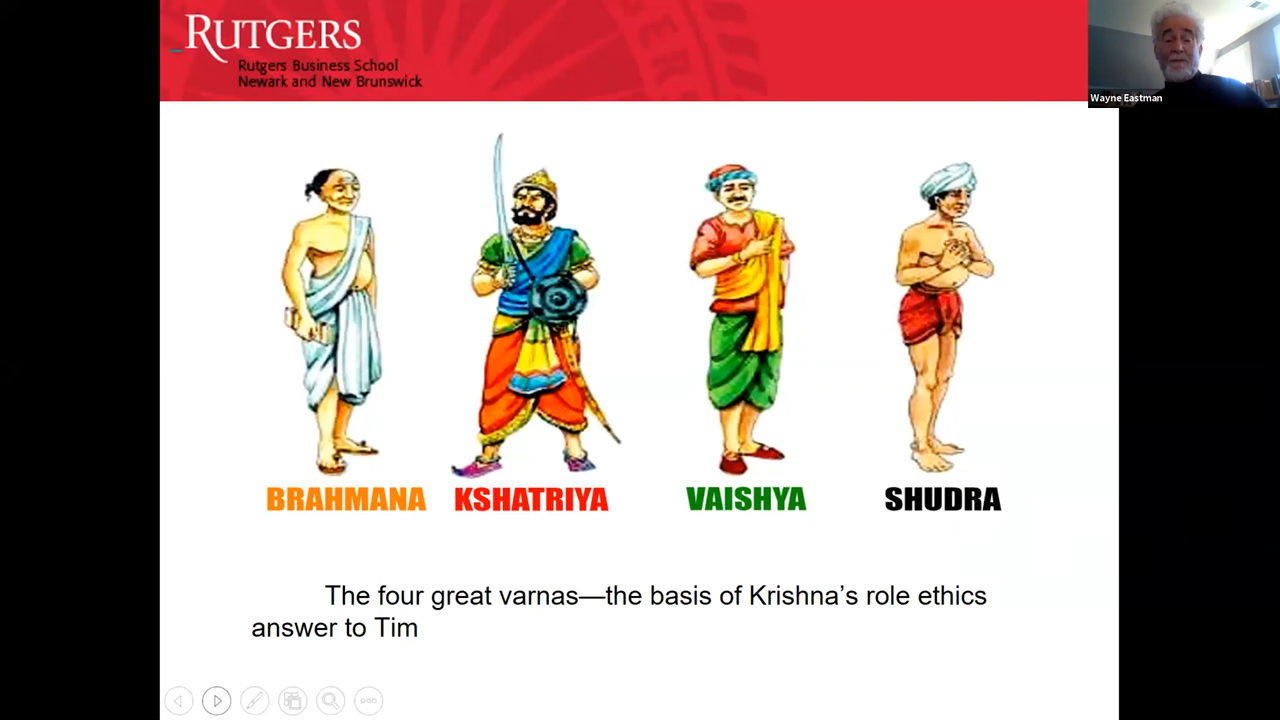 RUTGERS
Rutgers Business School
Newark and New Brunswick
Wayne Eastman
BRAHMANA
KSHATRIYA
VAISHYA
SHUDRA
The four great varnas—the basis of Krishna’s role ethics
answer to Tim